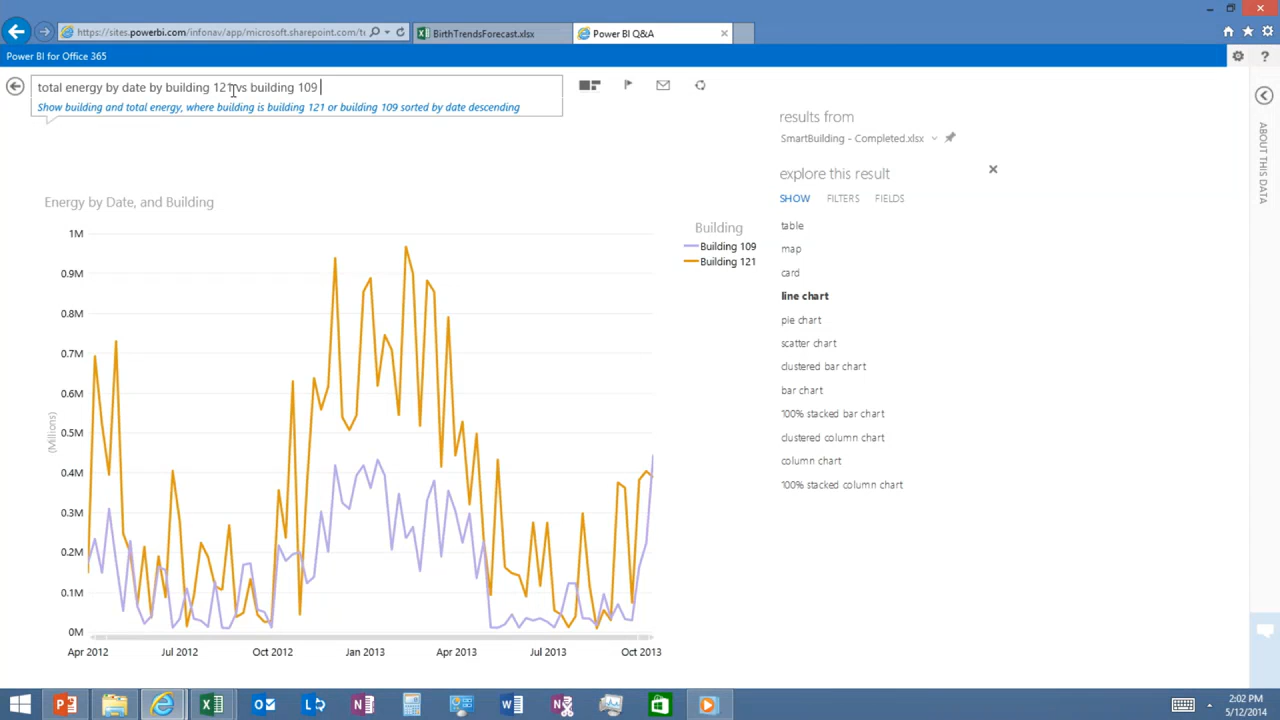 https://sites.powerbi.com/infonav/app/microsoft.sharepoint.com/t
BirthTrendsForecast.xlsx
Power BI Q&A
Power BI for Office 365
total energy by date by building 121 vs building 109
Show building and total energy, where building is building 121 or building 109 sorted by date descending
results from
SmartBuilding - Completed.xlsx
explore this result
SHOW FILTERS FIELDS
table
map
card
line chart
pie chart
scatter chart
clustered bar chart
bar chart
100% stacked bar chart
clustered column chart
column chart
100% stacked column chart
ABOUT THIS DATA
Energy by Date, and Building
Building
Building 109
Building 121
(Millions)
1M
0.9M
0.8M
0.7M
0.6M
0.5M
0.4M
0.3M
0.2M
0.1M
0M
Apr 2012 Jul 2012 Oct 2012 Jan 2013 Apr 2013 Jul 2013 Oct 2013
2:02 PM
5/12/2014